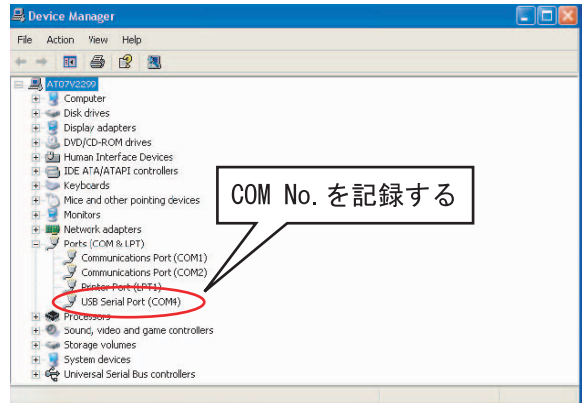 Device Manager
File Action View Help
AT07V2299
Computer
Disk drives
Display adapters
DVD/CD-ROM drives
Human Interface Devices
IDE ATA/ATAPI controllers
Keyboards
Mice and other pointing devices
Monitors
Network adapters
Ports (COM & LPT)
Communications Port (COM1)
Communications Port (COM2)
Printer Port (LPT1)
USB Serial Port (COM4)
Processors
Sound, video and game controllers
Storage volumes
System devices
Universal Serial Bus controllers
COM No.を記録する